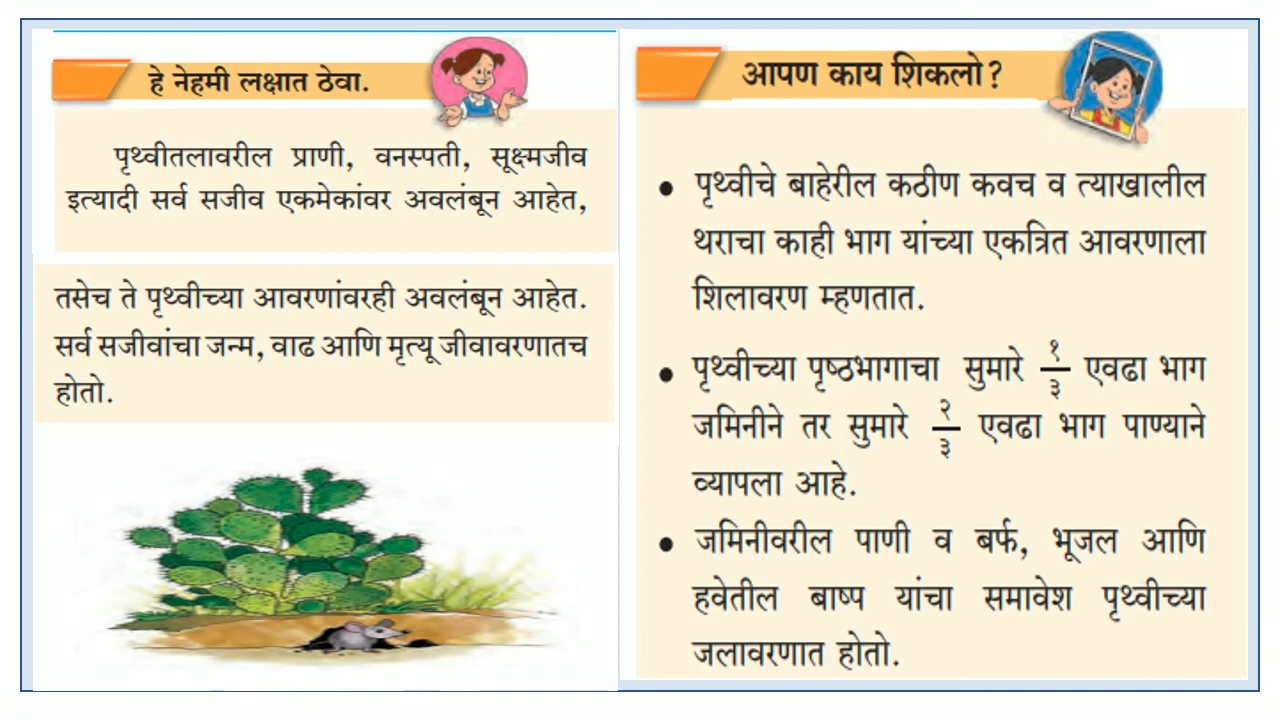 हे नेहमी लक्षात ठेवा.
पृथ्वीतलावरील प्राणी, वनस्पती, सूक्ष्मजीव
इत्यादी सर्व सजीव एकमेकांवर अवलंबून आहेत,
तसेच ते पृथ्वीच्या आवरणांवरही अवलंबून आहेत.
सर्व सजीवांचा जन्म, वाढ आणि मृत्यू जीवावरणातच
होतो.
आपण काय शिकलो?
• पृथ्वीचे बाहेरील कठीण कवच व त्याखालील
थराचा काही भाग यांच्या एकत्रित आवरणाला
शिलावरण म्हणतात.
• पृथ्वीच्या पृष्ठभागाचा सुमारे १/३ एवढा भाग
जमिनीने तर सुमारे २/३ एवढा भाग पाण्याने
व्यापला आहे.
• जमिनीवरील पाणी व बर्फ, भूजल आणि
हवेतील बाष्प यांचा समावेश पृथ्वीच्या
जलावरणात होतो.